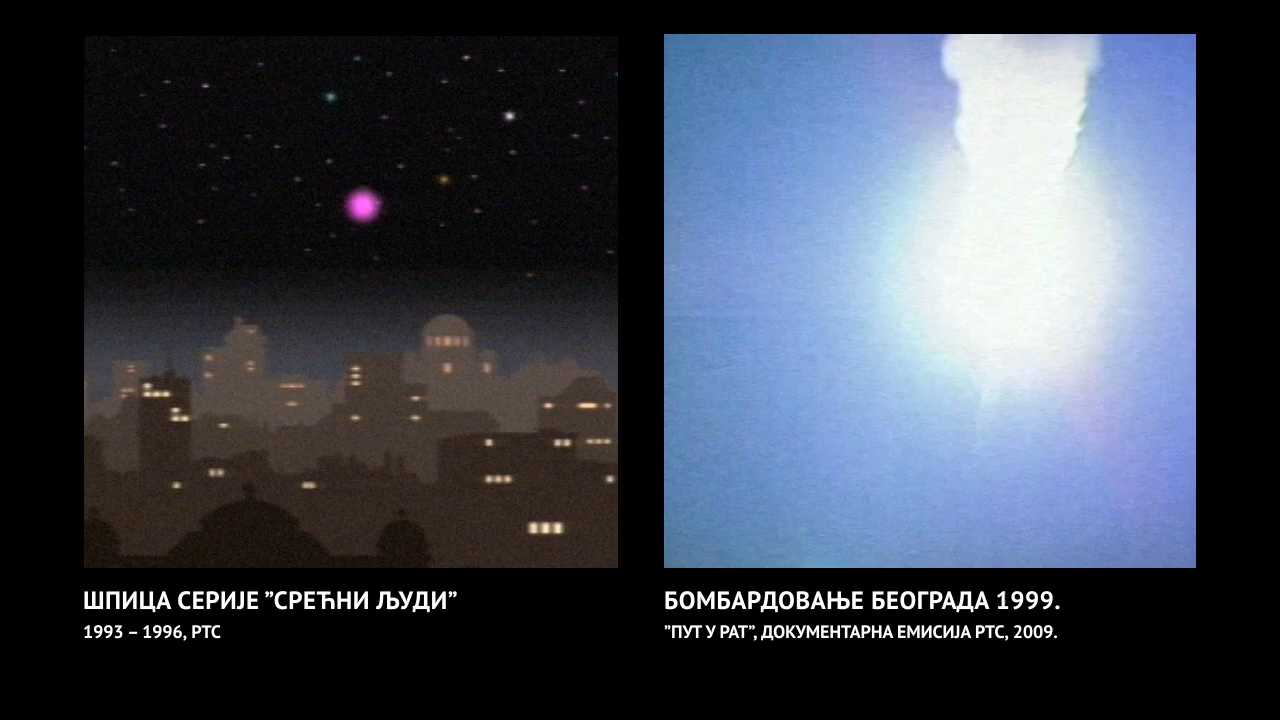 ШПИЦА СЕРИЈЕ ”СРЕЋНИ ЉУДИ”
1993 – 1996, РТС
БОМБАРДОВАЊЕ БЕОГРАДА 1999.
”ПУТ У РАТ”, ДОКУМЕНТАРНА ЕМИСИЈА РТС, 2009.